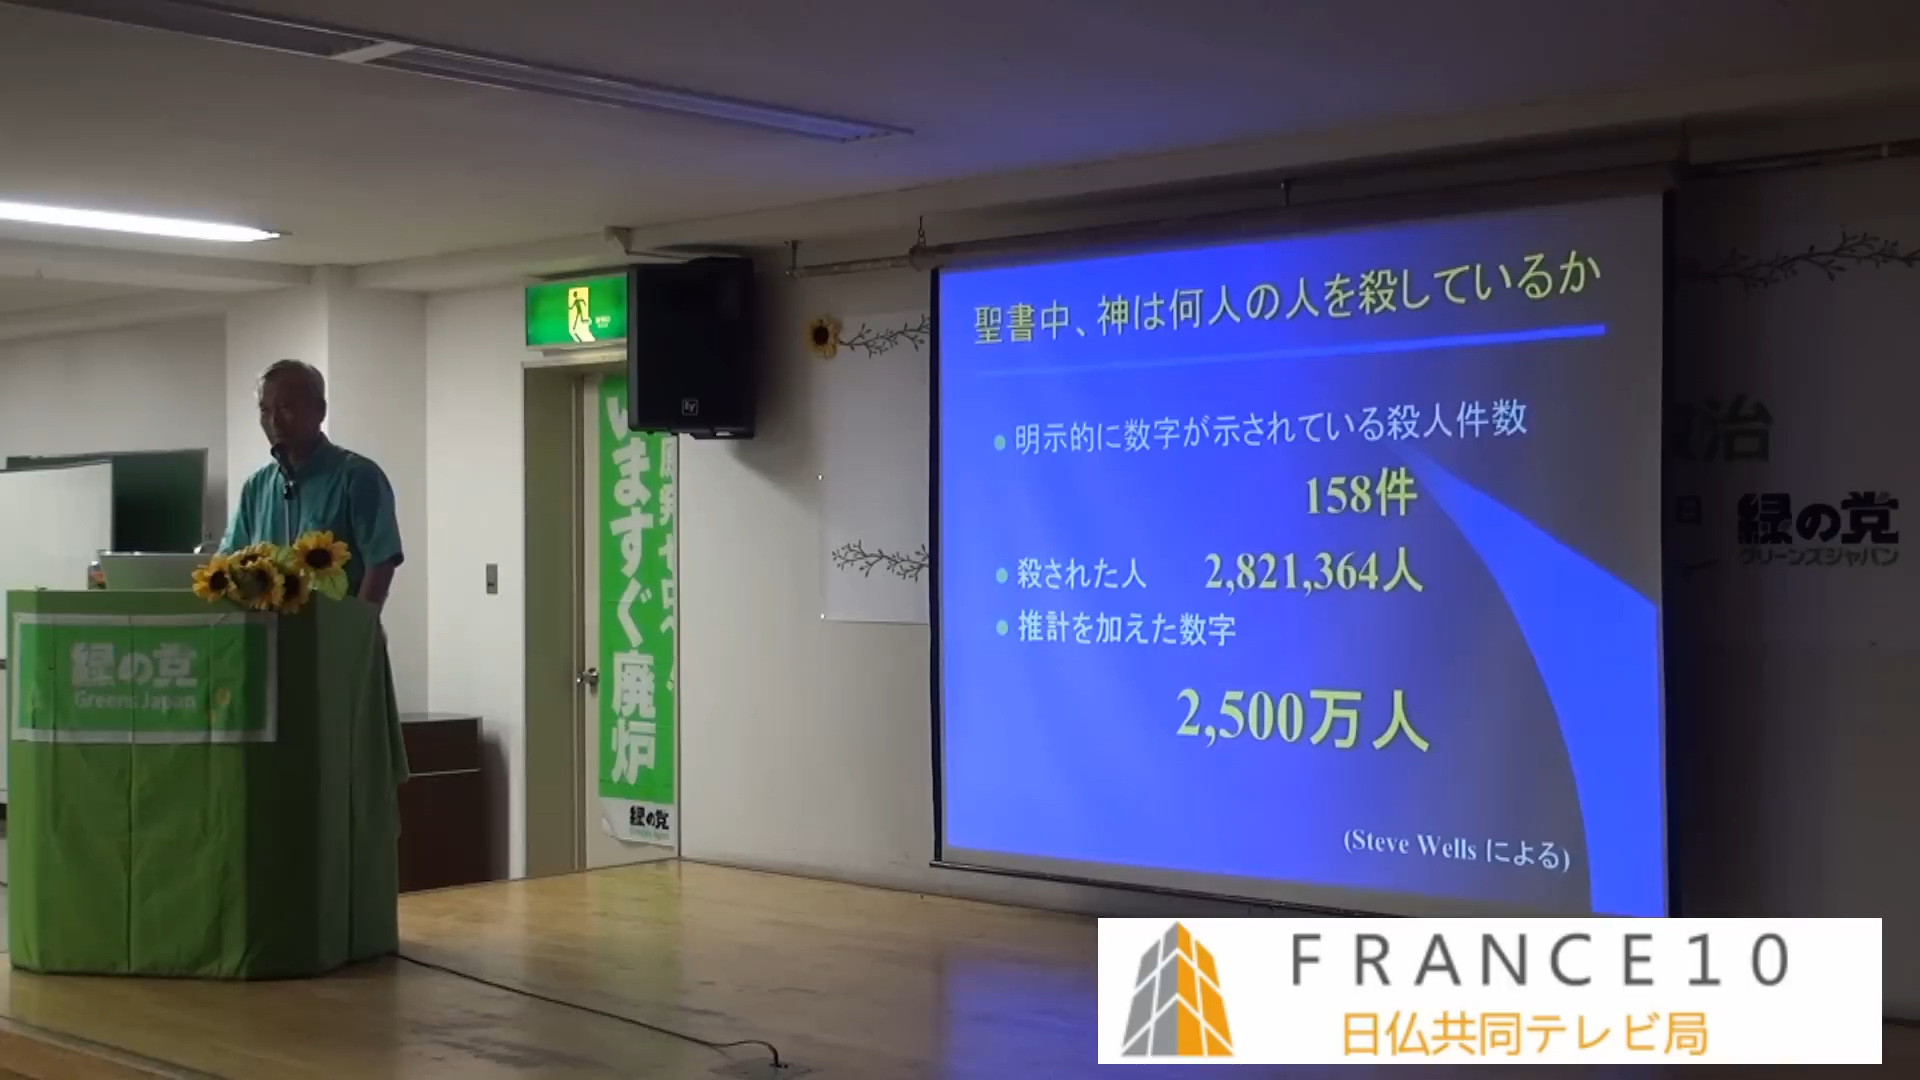 聖書中、神は何人の人を殺しているか
明示的に数字が示されている殺人件数
158件
殺された人 2,821,364人
推計を加えた数字
2,500万人
(Steve Wells による)
いますぐ廃炉
緑の党
緑の党
Greens Japan
治
緑の党
グリーンズジャパン
FRANCE10
日仏共同テレビ局